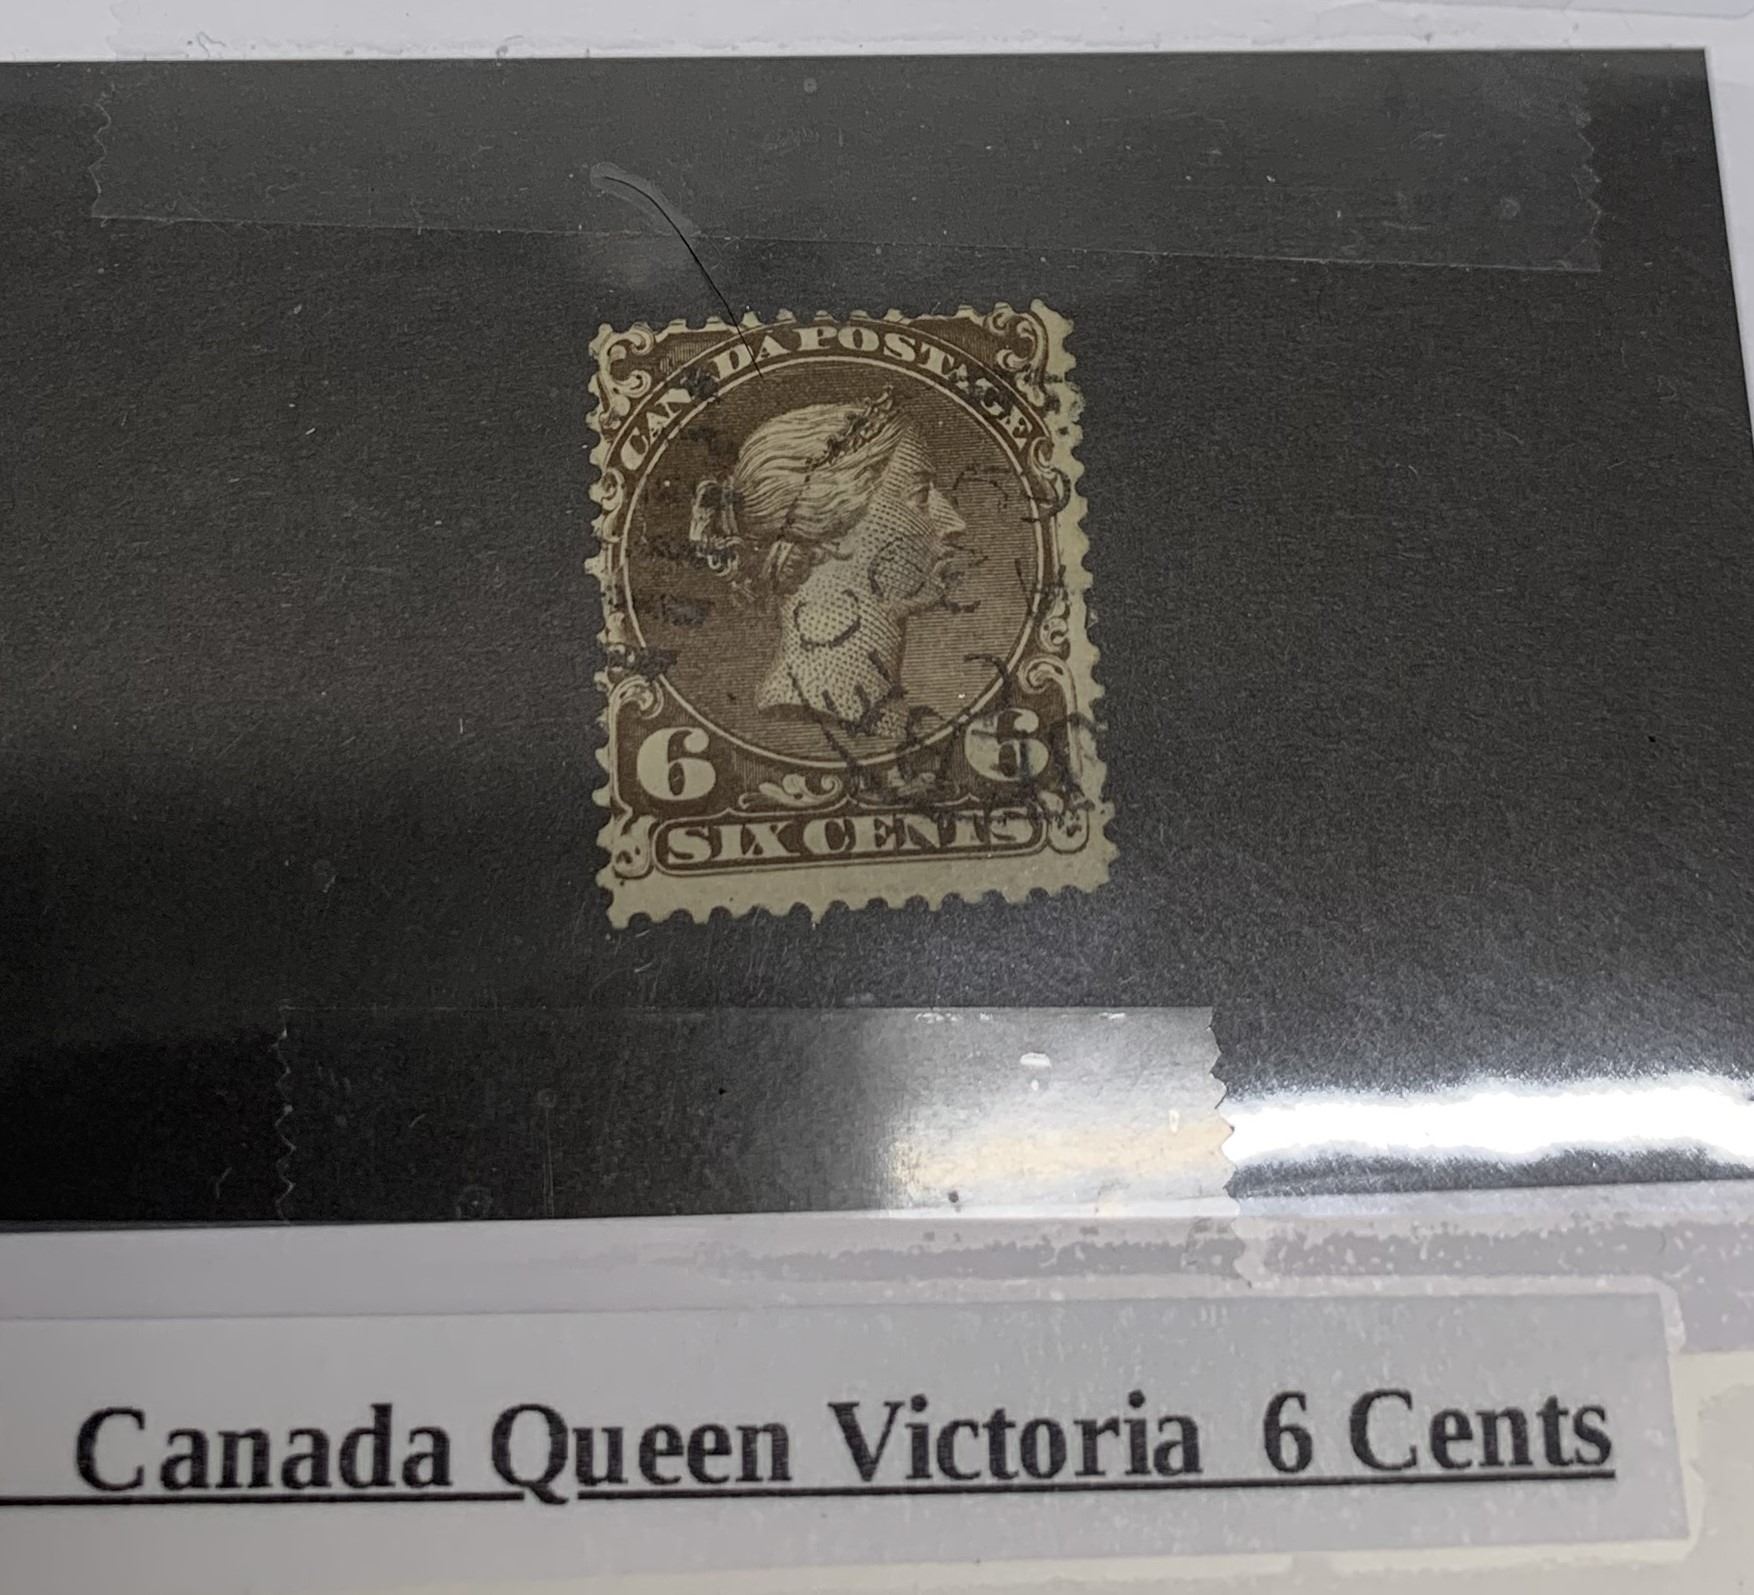 CANADA POSTAGE
6 6
SIX CENTS
Canada Queen Victoria 6 Cents